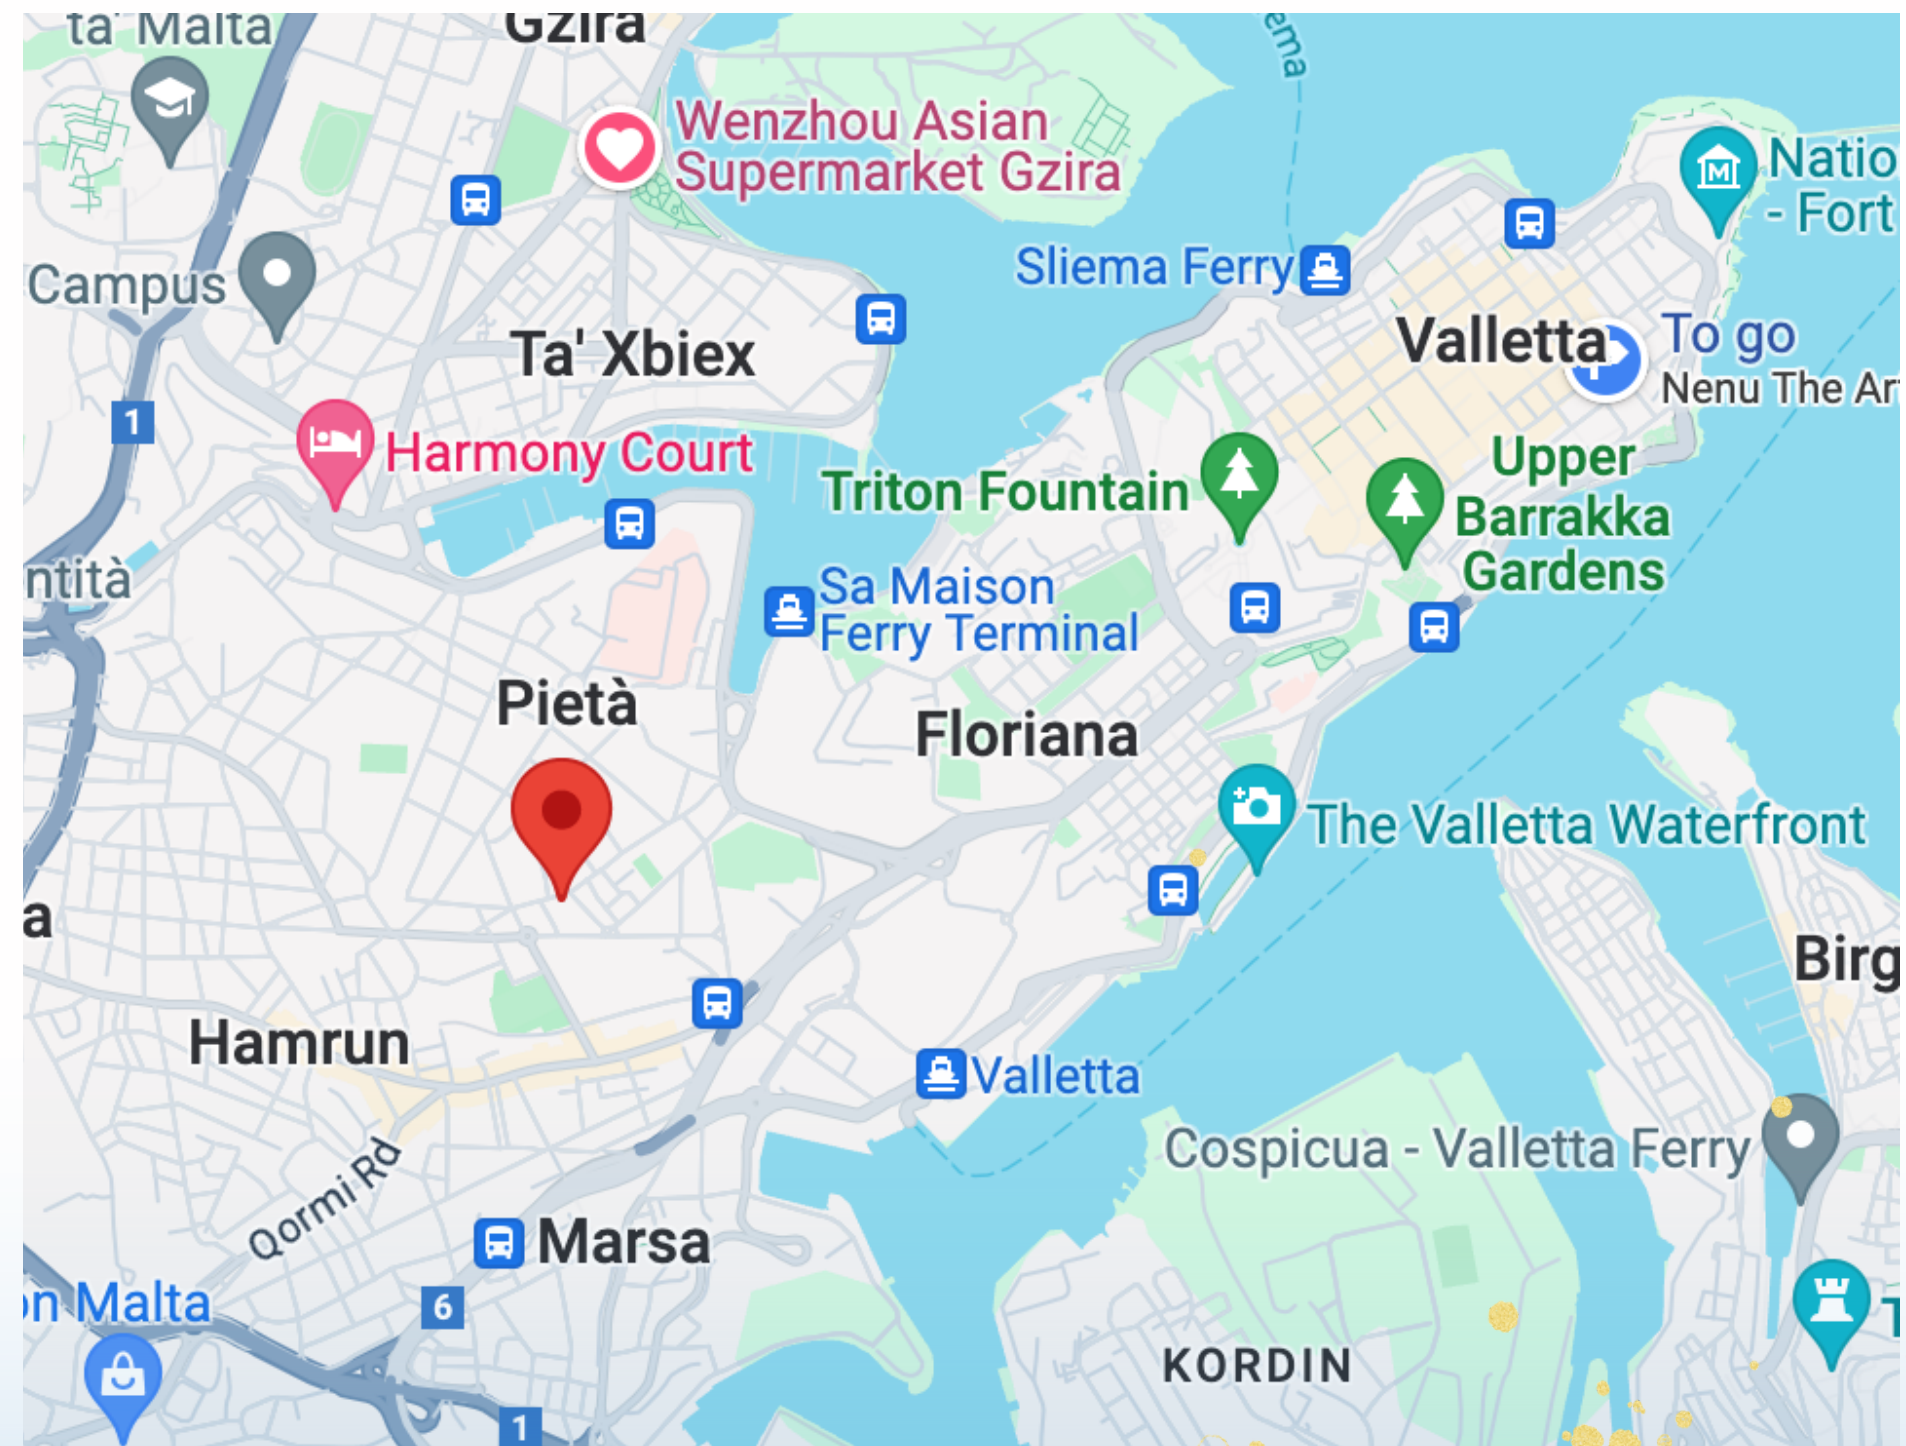 ta' Malta
Gzira
ema
Wenzhou Asian
Supermarket Gzira
Natio
- Fort
Campus
Sliema Ferry
Ta' Xbiex
Valletta
To go
Nenu The Ar
1
Harmony Court
Triton Fountain
Upper
Barrakka
Gardens
ntità
Sa Maison
Ferry Terminal
Pietà
Floriana
The Valletta Waterfront
a
Birg
Hamrun
Valletta
Cospicua - Valletta Ferry
Qormi Rd
Marsa
on Malta
6
T
KORDIN
1
M